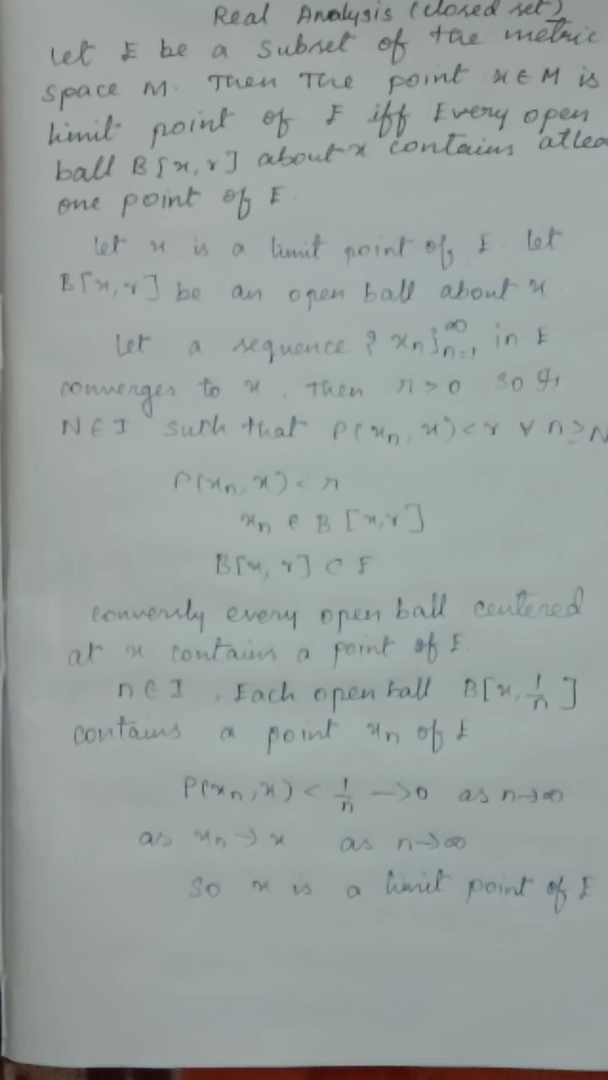 Real Analysis (closed set)
Let E be a subset of the metric
space M. Then The point x ∈ M is
limit point of E iff Every open
ball B[x, r] about x contains atlea
one point of E.
let x is a limit point of E. let
B[x, r] be an open ball about x
Let a sequence {xn}∞n=1 in E
converges to x. Then r > 0 so ∃,
N ∈ I such that P(xn, x) < r ∀ n ≥ N
P(xn, x) < r
xn ∈ B[x, r]
B[x, r] ⊂ E
conversly every open ball centered
at x contains a point of E.
n ∈ I, Each open ball B[x, 1/n]
contains a point xn of E
P(xn, x) < 1/n → 0 as n→∞
as xn → x as n→∞
So x is a limit point of E